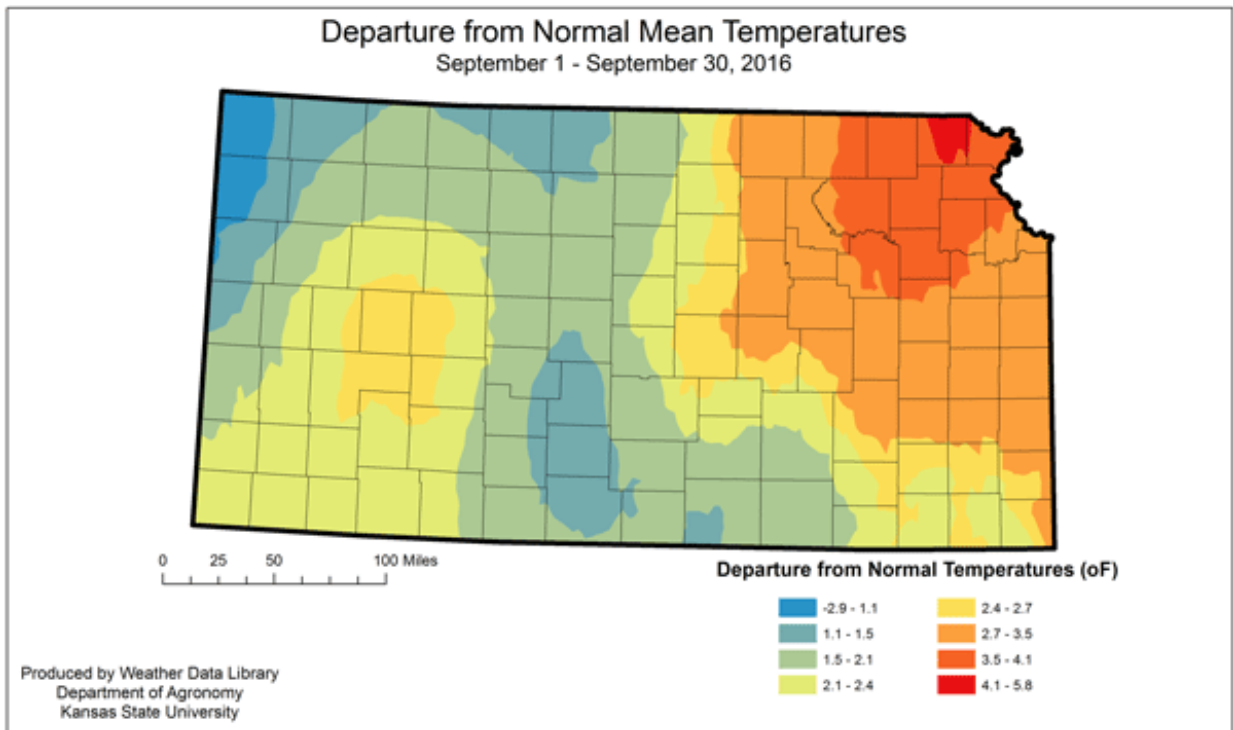 Departure from Normal Mean Temperatures
September 1 - September 30, 2016
0 25 50 100 Miles
Departure from Normal Temperatures (oF)
-2.9 - 1.1
1.1 - 1.5
1.5 - 2.1
2.1 - 2.4
2.4 - 2.7
2.7 - 3.5
3.5 - 4.1
4.1 - 5.8
Produced by Weather Data Library
Department of Agronomy
Kansas State University